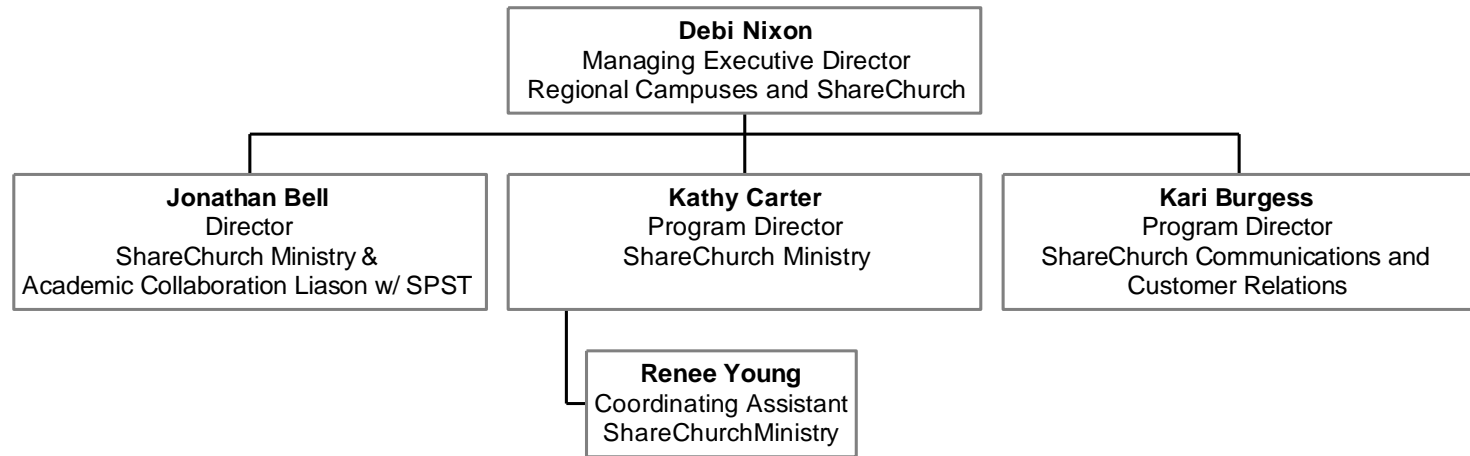 Debi Nixon
Managing Executive Director
Regional Campuses and ShareChurch
Jonathan Bell
Director
ShareChurch Ministry &
Academic Collaboration Liason w/ SPST
Kathy Carter
Program Director
ShareChurch Ministry
Kari Burgess
Program Director
ShareChurch Communications and
Customer Relations
Renee Young
Coordinating Assistant
ShareChurchMinistry